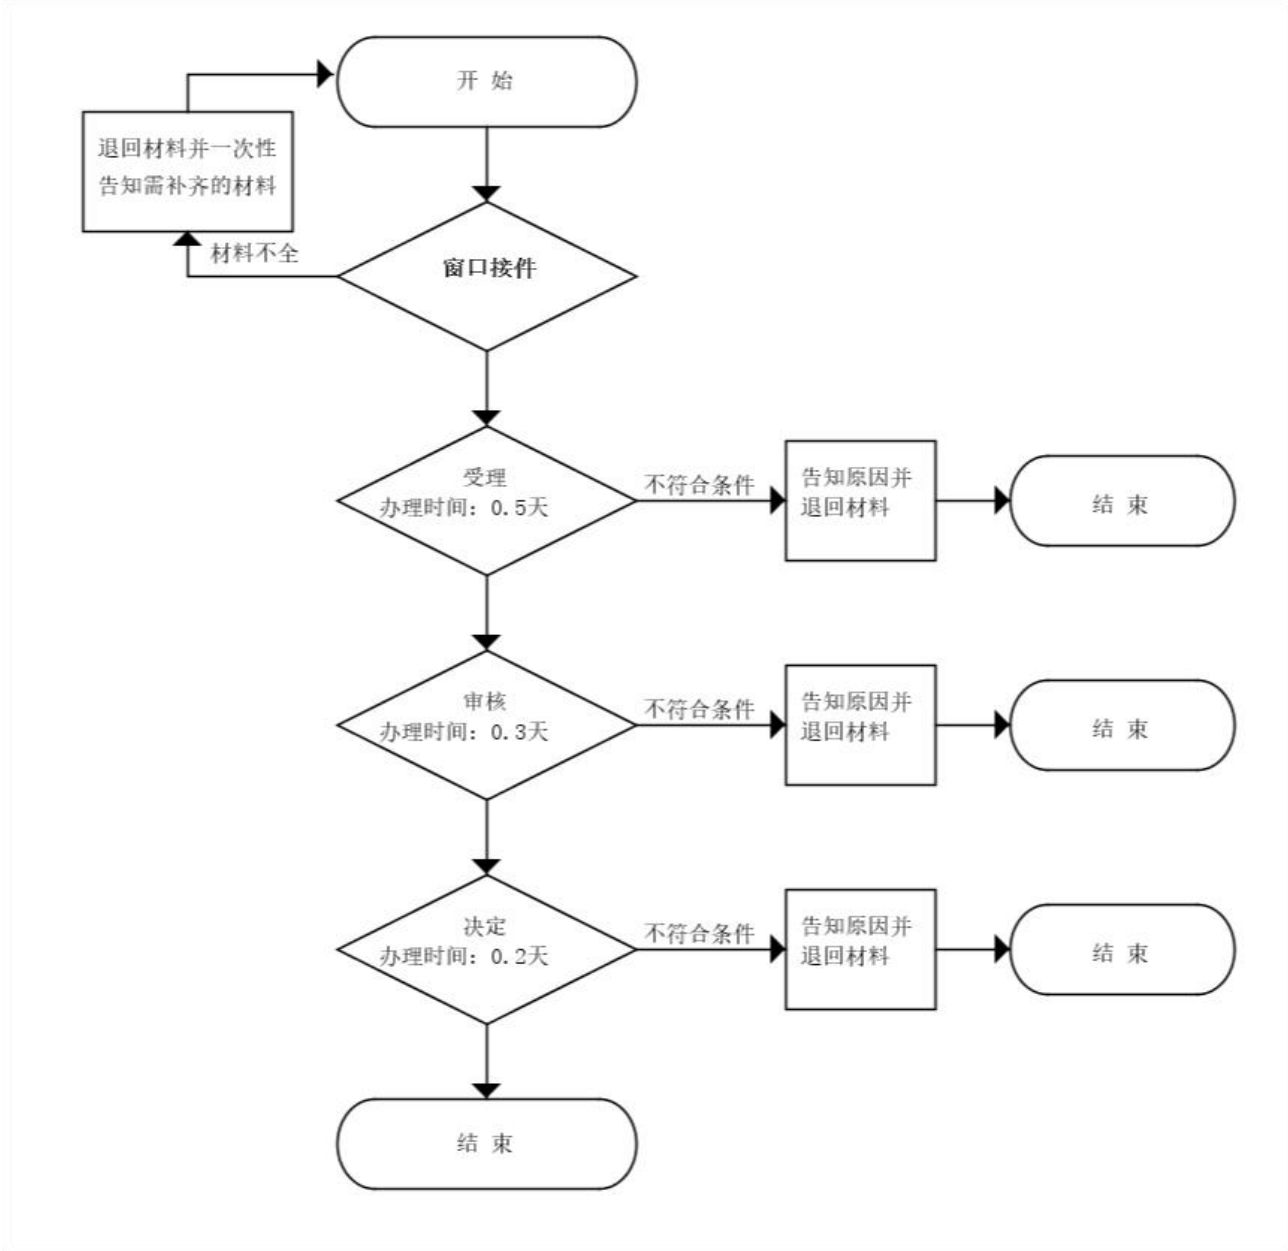 开 始
退回材料并一次性
告知需补齐的材料
材料不全
窗口接件
受理
办理时间：0.5天
不符合条件
告知原因并
退回材料
结 束
审核
办理时间：0.3天
不符合条件
告知原因并
退回材料
结 束
决定
办理时间：0.2天
不符合条件
告知原因并
退回材料
结 束
结 束